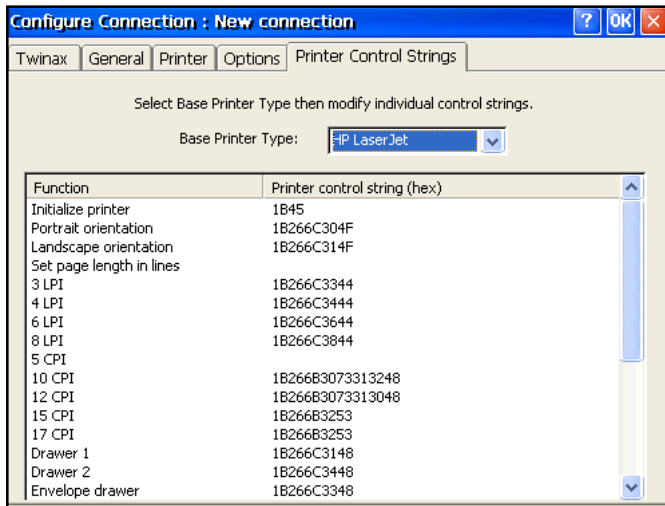 Configure Connection : New connection ? OK X
Twinax General Printer Options Printer Control Strings
Select Base Printer Type then modify individual control strings.
Base Printer Type: HP LaserJet
Function Printer control string (hex)
Initialize printer 1B45
Portrait orientation 1B266C304F
Landscape orientation 1B266C314F
Set page length in lines
3 LPI 1B266C3344
4 LPI 1B266C3444
6 LPI 1B266C3644
8 LPI 1B266C3844
5 CPI
10 CPI 1B266B3073313248
12 CPI 1B266B3073313048
15 CPI 1B266B3253
17 CPI 1B266B3253
Drawer 1 1B266C3148
Drawer 2 1B266C3448
Envelope drawer 1B266C3348